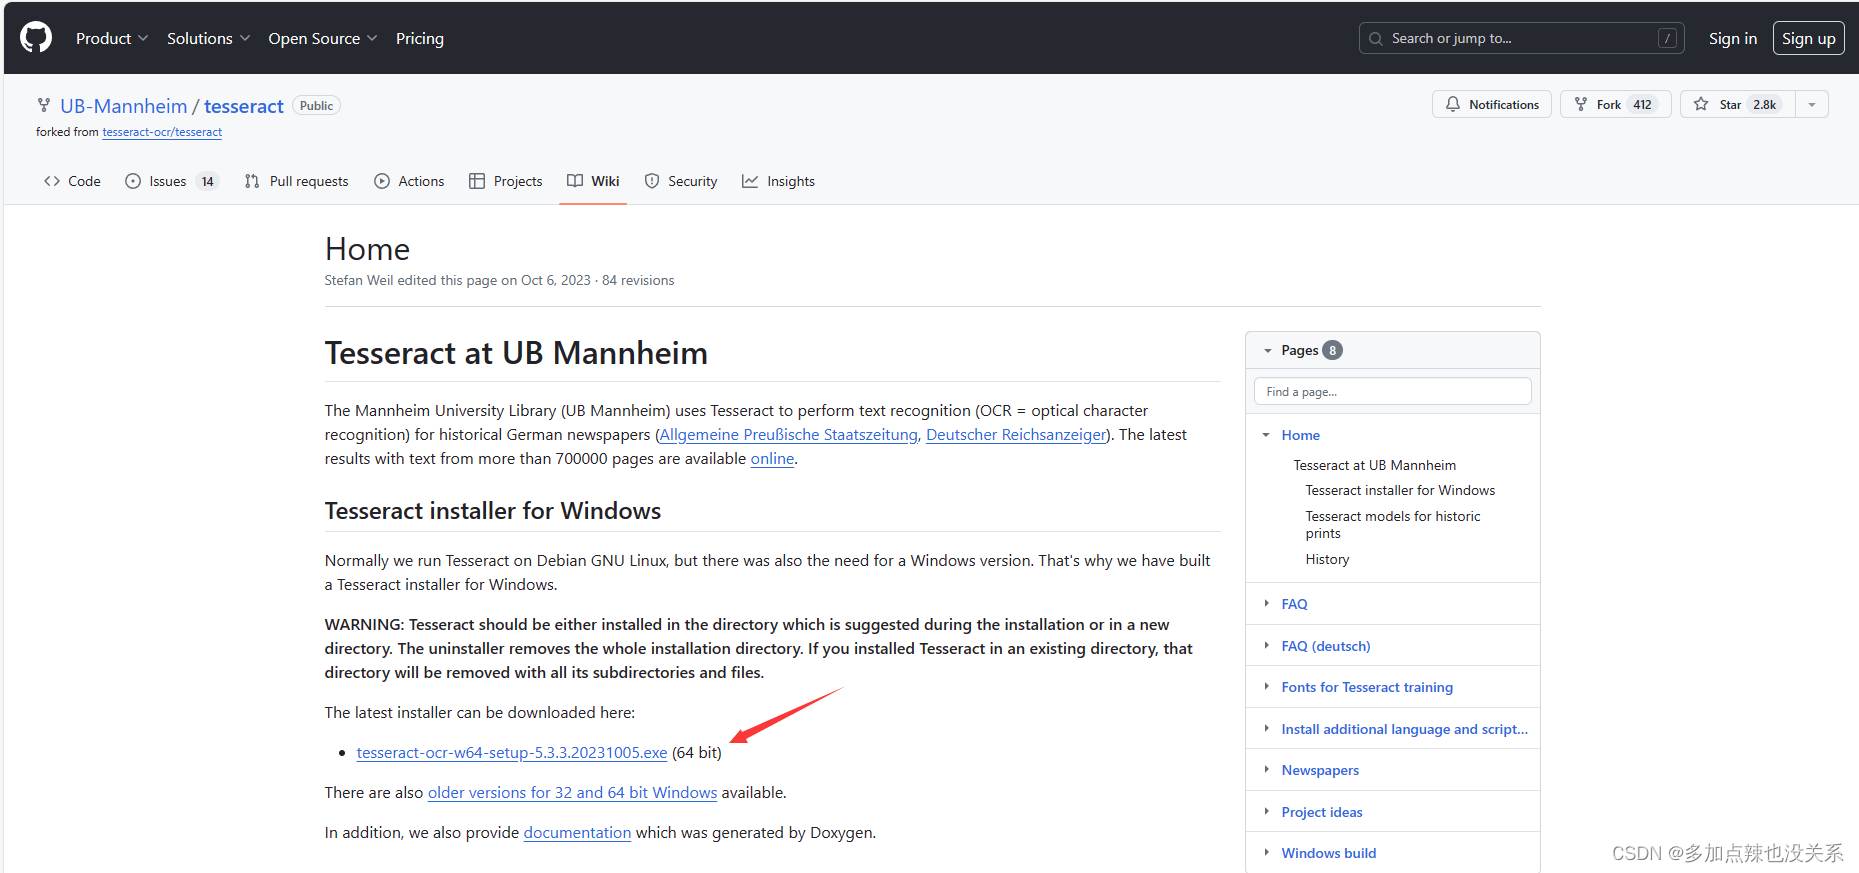 Product Solutions Open Source Pricing Search or jump to... / Sign in Sign up
UB-Mannheim / tesseract Public Notifications Fork 412 Star 2.8k
forked from tesseract-ocr/tesseract
Code Issues 14 Pull requests Actions Projects Wiki Security Insights
Home
Stefan Weil edited this page on Oct 6, 2023 · 84 revisions
Tesseract at UB Mannheim
The Mannheim University Library (UB Mannheim) uses Tesseract to perform text recognition (OCR = optical character
recognition) for historical German newspapers (Allgemeine Preußische Staatszeitung, Deutscher Reichsanzeiger). The latest
results with text from more than 700000 pages are available online.
Tesseract installer for Windows
Normally we run Tesseract on Debian GNU Linux, but there was also the need for a Windows version. That's why we have built
a Tesseract installer for Windows.
WARNING: Tesseract should be either installed in the directory which is suggested during the installation or in a new
directory. The uninstaller removes the whole installation directory. If you installed Tesseract in an existing directory, that
directory will be removed with all its subdirectories and files.
The latest installer can be downloaded here:
• tesseract-ocr-w64-setup-5.3.3.20231005.exe (64 bit)
There are also older versions for 32 and 64 bit Windows available.
In addition, we also provide documentation which was generated by Doxygen.
Pages 8
Find a page...
Home
Tesseract at UB Mannheim
Tesseract installer for Windows
Tesseract models for historic
prints
History
FAQ
FAQ (deutsch)
Fonts for Tesseract training
Install additional language and script...
Newspapers
Project ideas
Windows build
CSDN @多加点辣也没关系